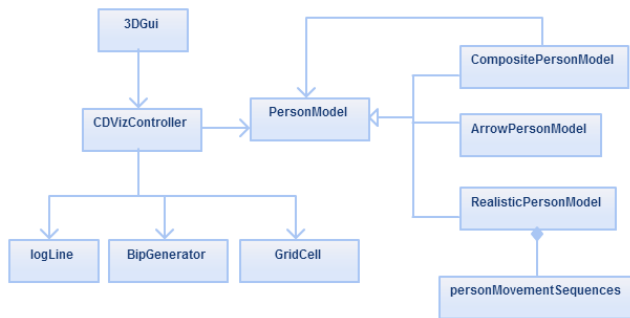 3DGui
CompositePersonModel
CDVizController
PersonModel
ArrowPersonModel
RealisticPersonModel
logLine
BipGenerator
GridCell
personMovementSequences